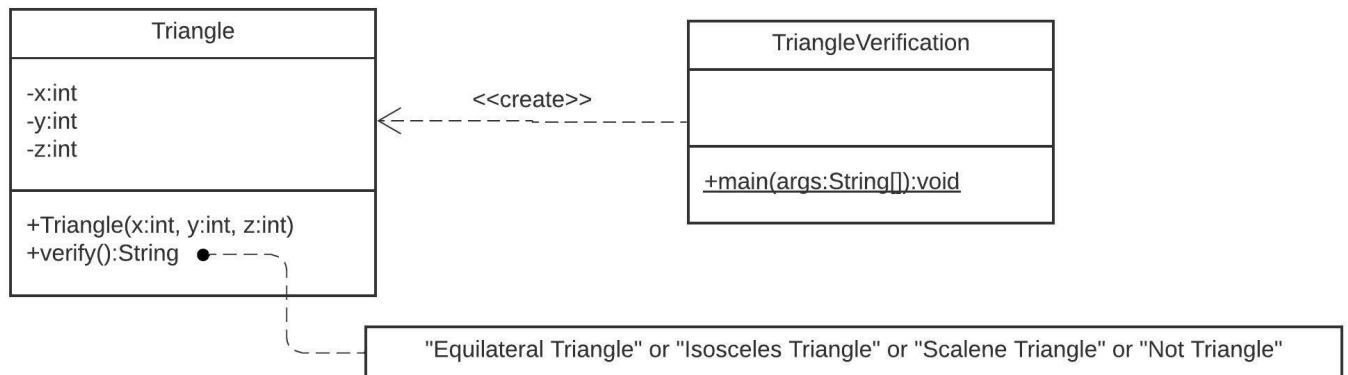 Triangle
-x:int
-y:int
-z:int
+Triangle(x:int, y:int, z:int)
+verify():String
<<create>>
TriangleVerification
+main(args:String[]):void
"Equilateral Triangle" or "Isosceles Triangle" or "Scalene Triangle" or "Not Triangle"